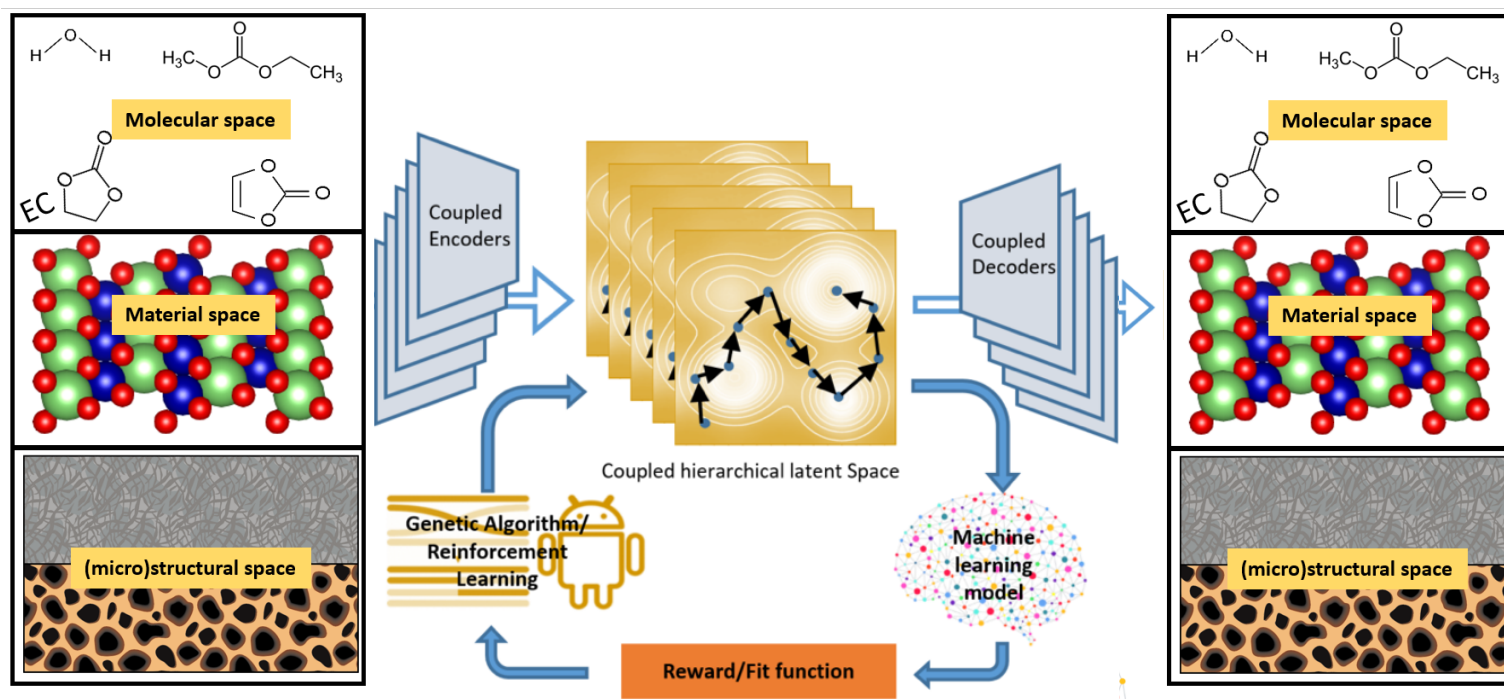 H
O
H
O
H₃C
O
O
CH₃
Molecular space
O
O
O
EC
O
O
O
Material space
(micro)structural space
Coupled
Encoders
Coupled hierarchical latent Space
Genetic Algorithm/
Reinforcement
Learning
Machine
learning
model
Reward/Fit function
Coupled
Decoders
H
O
H
O
H₃C
O
O
CH₃
Molecular space
O
O
O
EC
O
O
O
Material space
(micro)structural space